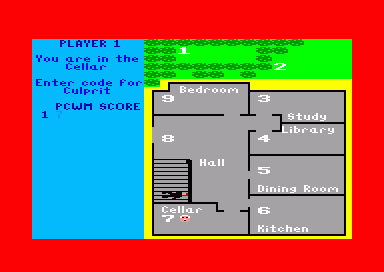 PLAYER 1
You are in the
Cellar
Enter code for
Culprit
PCWM SCORE
1 7
1
2
Bedroom
9
3
Study
Library
8
4
Hall
5
Dining Room
Cellar
7
6
Kitchen